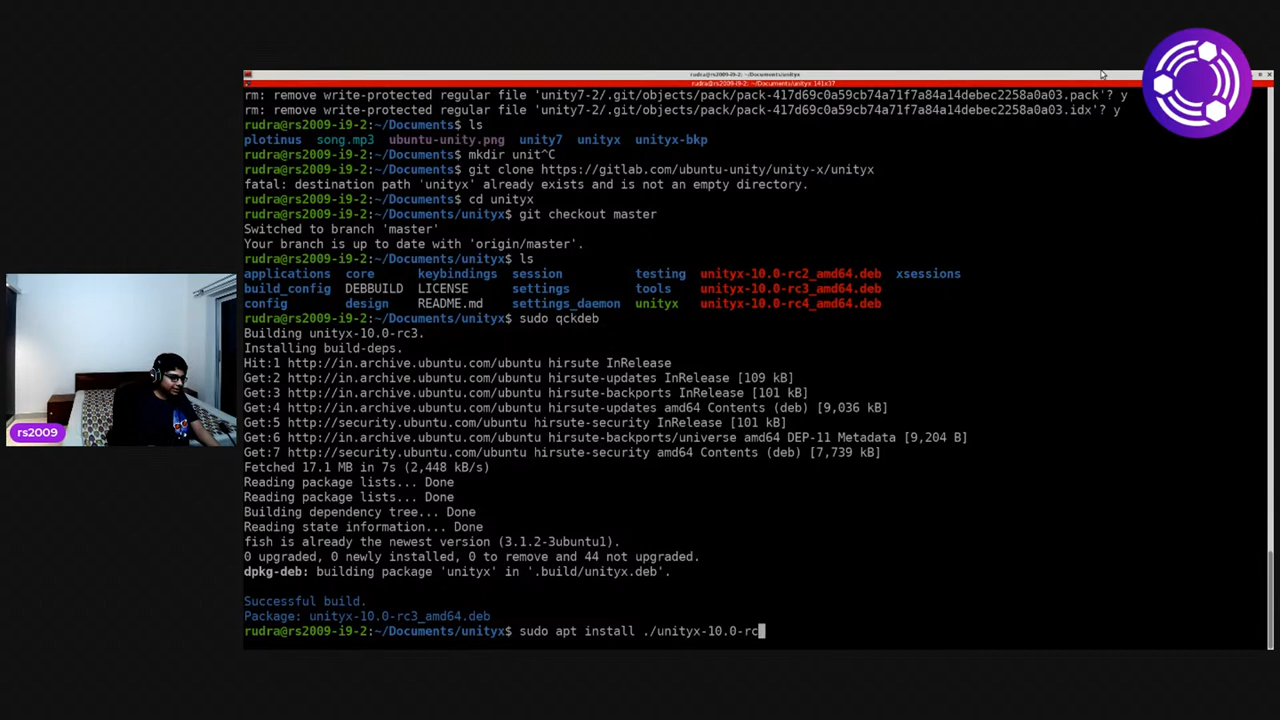 rudra@rs2009-i9-2: ~/Documents/unityx
rudra@rs2009-i9-2: ~/Documents/unityx 141x37
rm: remove write-protected regular file 'unity7-2/.git/objects/pack/pack-417d69c0a59cb74a71f7a84a14debec2258a0a03.pack'? y
rm: remove write-protected regular file 'unity7-2/.git/objects/pack/pack-417d69c0a59cb74a71f7a84a14debec2258a0a03.idx'? y
rudra@rs2009-i9-2:~/Documents$ ls
plotinus song.mp3 ubuntu-unity.png unity7 unityx unityx-bkp
rudra@rs2009-i9-2:~/Documents$ mkdir unit^C
rudra@rs2009-i9-2:~/Documents$ git clone https://gitlab.com/ubuntu-unity/unity-x/unityx
fatal: destination path 'unityx' already exists and is not an empty directory.
rudra@rs2009-i9-2:~/Documents$ cd unityx
rudra@rs2009-i9-2:~/Documents/unityx$ git checkout master
Switched to branch 'master'
Your branch is up to date with 'origin/master'.
rudra@rs2009-i9-2:~/Documents/unityx$ ls
applications core keybindings session testing unityx-10.0-rc2_amd64.deb xsessions
build_config DEBBUILD LICENSE settings tools unityx-10.0-rc3_amd64.deb
config design README.md settings_daemon unityx unityx-10.0-rc4_amd64.deb
rudra@rs2009-i9-2:~/Documents/unityx$ sudo qckdeb
Building unityx-10.0-rc3.
Installing build-deps.
Hit:1 http://in.archive.ubuntu.com/ubuntu hirsute InRelease
Get:2 http://in.archive.ubuntu.com/ubuntu hirsute-updates InRelease [109 kB]
Get:3 http://in.archive.ubuntu.com/ubuntu hirsute-backports InRelease [101 kB]
Get:4 http://in.archive.ubuntu.com/ubuntu hirsute-updates amd64 Contents (deb) [9,036 kB]
Get:5 http://security.ubuntu.com/ubuntu hirsute-security InRelease [101 kB]
Get:6 http://in.archive.ubuntu.com/ubuntu hirsute-backports/universe amd64 DEP-11 Metadata [9,204 B]
Get:7 http://security.ubuntu.com/ubuntu hirsute-security amd64 Contents (deb) [7,739 kB]
Fetched 17.1 MB in 7s (2,448 kB/s)
Reading package lists... Done
Reading package lists... Done
Building dependency tree... Done
Reading state information... Done
fish is already the newest version (3.1.2-3ubuntu1).
0 upgraded, 0 newly installed, 0 to remove and 44 not upgraded.
dpkg-deb: building package 'unityx' in '.build/unityx.deb'.
Successful build.
Package: unityx-10.0-rc3_amd64.deb
rudra@rs2009-i9-2:~/Documents/unityx$ sudo apt install ./unityx-10.0-rc
rs2009